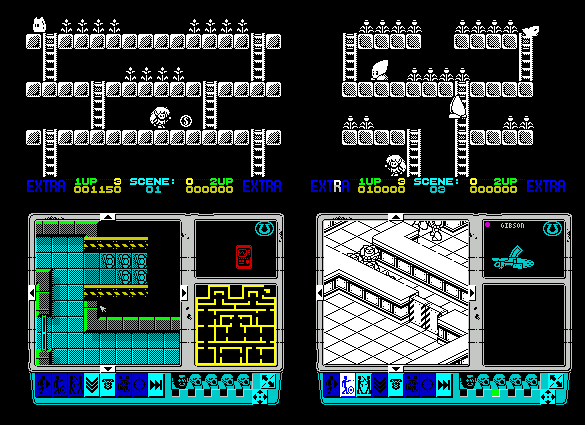 EXTRA 1UP 3 SCENE: 0 2UP EXTRA
001150 01 000000
EXTRA 1UP 3 SCENE: 0 2UP EXTRA
010000 03 000000
GIBSON